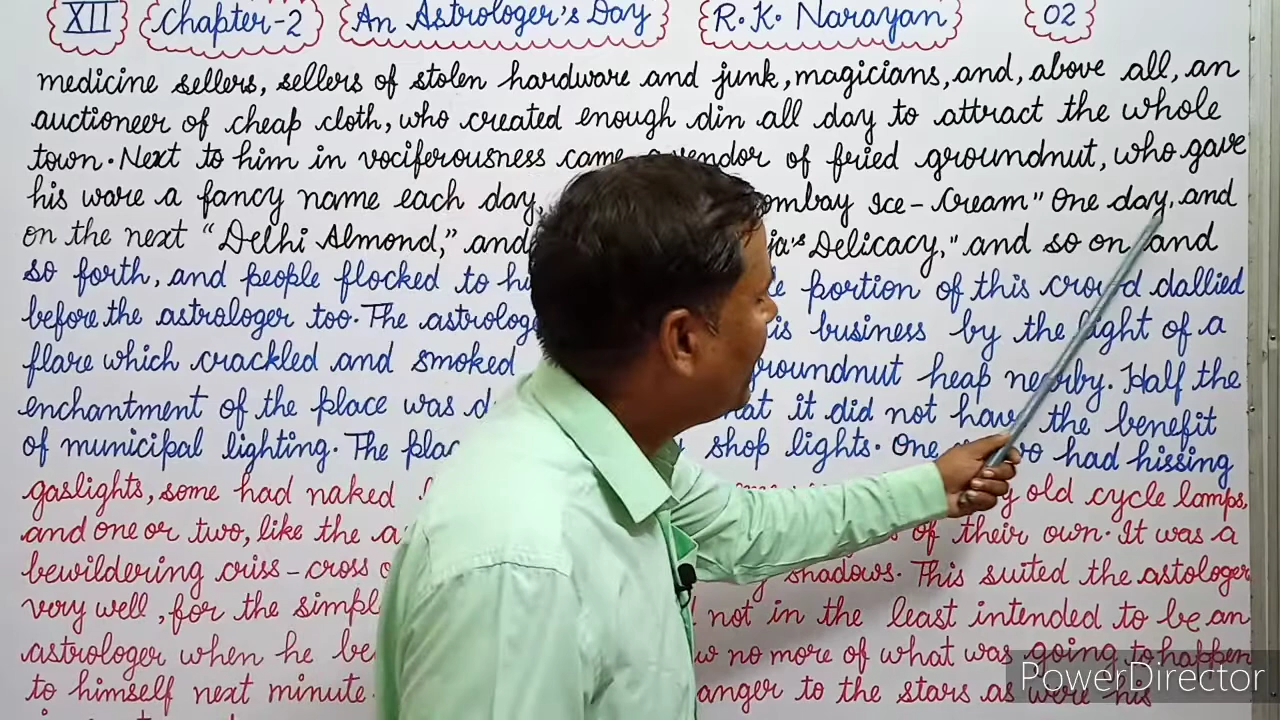 XII Chapter-2 An Astrologer's Day R. K. Narayan 02
medicine sellers, sellers of stolen hardware and junk, magicians, and, above all, an
auctioneer of cheap cloth, who created enough din all day to attract the whole
town. Next to him in vociferousness came vendor of fried groundnut, who gave
his ware a fancy name each day, ombay Ice-Cream" One day, and
on the next "Delhi Almond," and ja's Delicacy," and so on and
so forth, and people flocked to portion of this crowd dallied
before the astrologer too. The astrologe is business by the light of a
flare which crackled and smoked groundnut heap nearby. Half the
enchantment of the place was at it did not have the benefit
of municipal lighting. The plac shop lights. One had hissing
gaslights, some had naked old cycle lamps,
and one or two, like the of their own. It was a
bewildering criss-cross shadows. This suited the astologer
very well, for the simpl not in the least intended to be an
astrologer when he be no more of what was going to happen
to himself next minute. anger to the stars as were his
PowerDirector